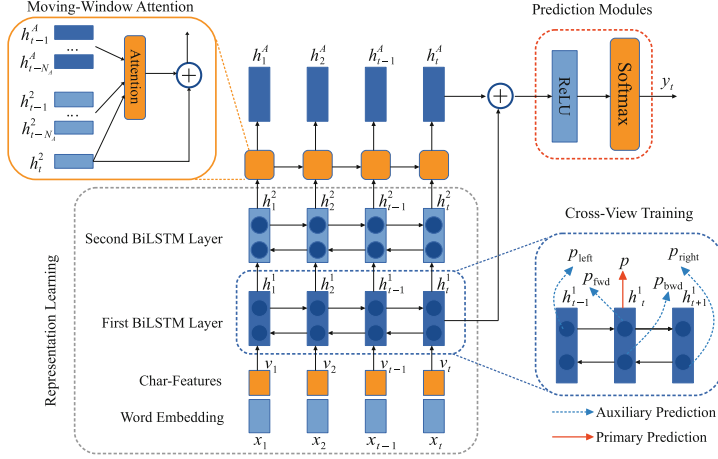 Moving-Window Attention
Prediction Modules
h^A_{t-1}
...
h^A_{t-N_A}
h^2_{t-1}
...
h^2_{t-N_A}
h^2_t
Attention
+
h^A_1 h^A_2 h^A_{t-1} h^A_t
+
ReLU
Softmax
y_t
h^2_1 h^2_2 h^2_{t-1} h^2_t
Second BiLSTM Layer
h^1_1 h^1_2 h^1_{t-1} h^1_t
First BiLSTM Layer
Representation Learning
v_1 v_2 v_{t-1} v_t
Char-Features
Word Embedding
x_1 x_2 x_{t-1} x_t
Cross-View Training
p_left p_fwd p p_bwd p_right
h^1_{t-1} h^1_t h^1_{t+1}
Auxiliary Prediction
Primary Prediction